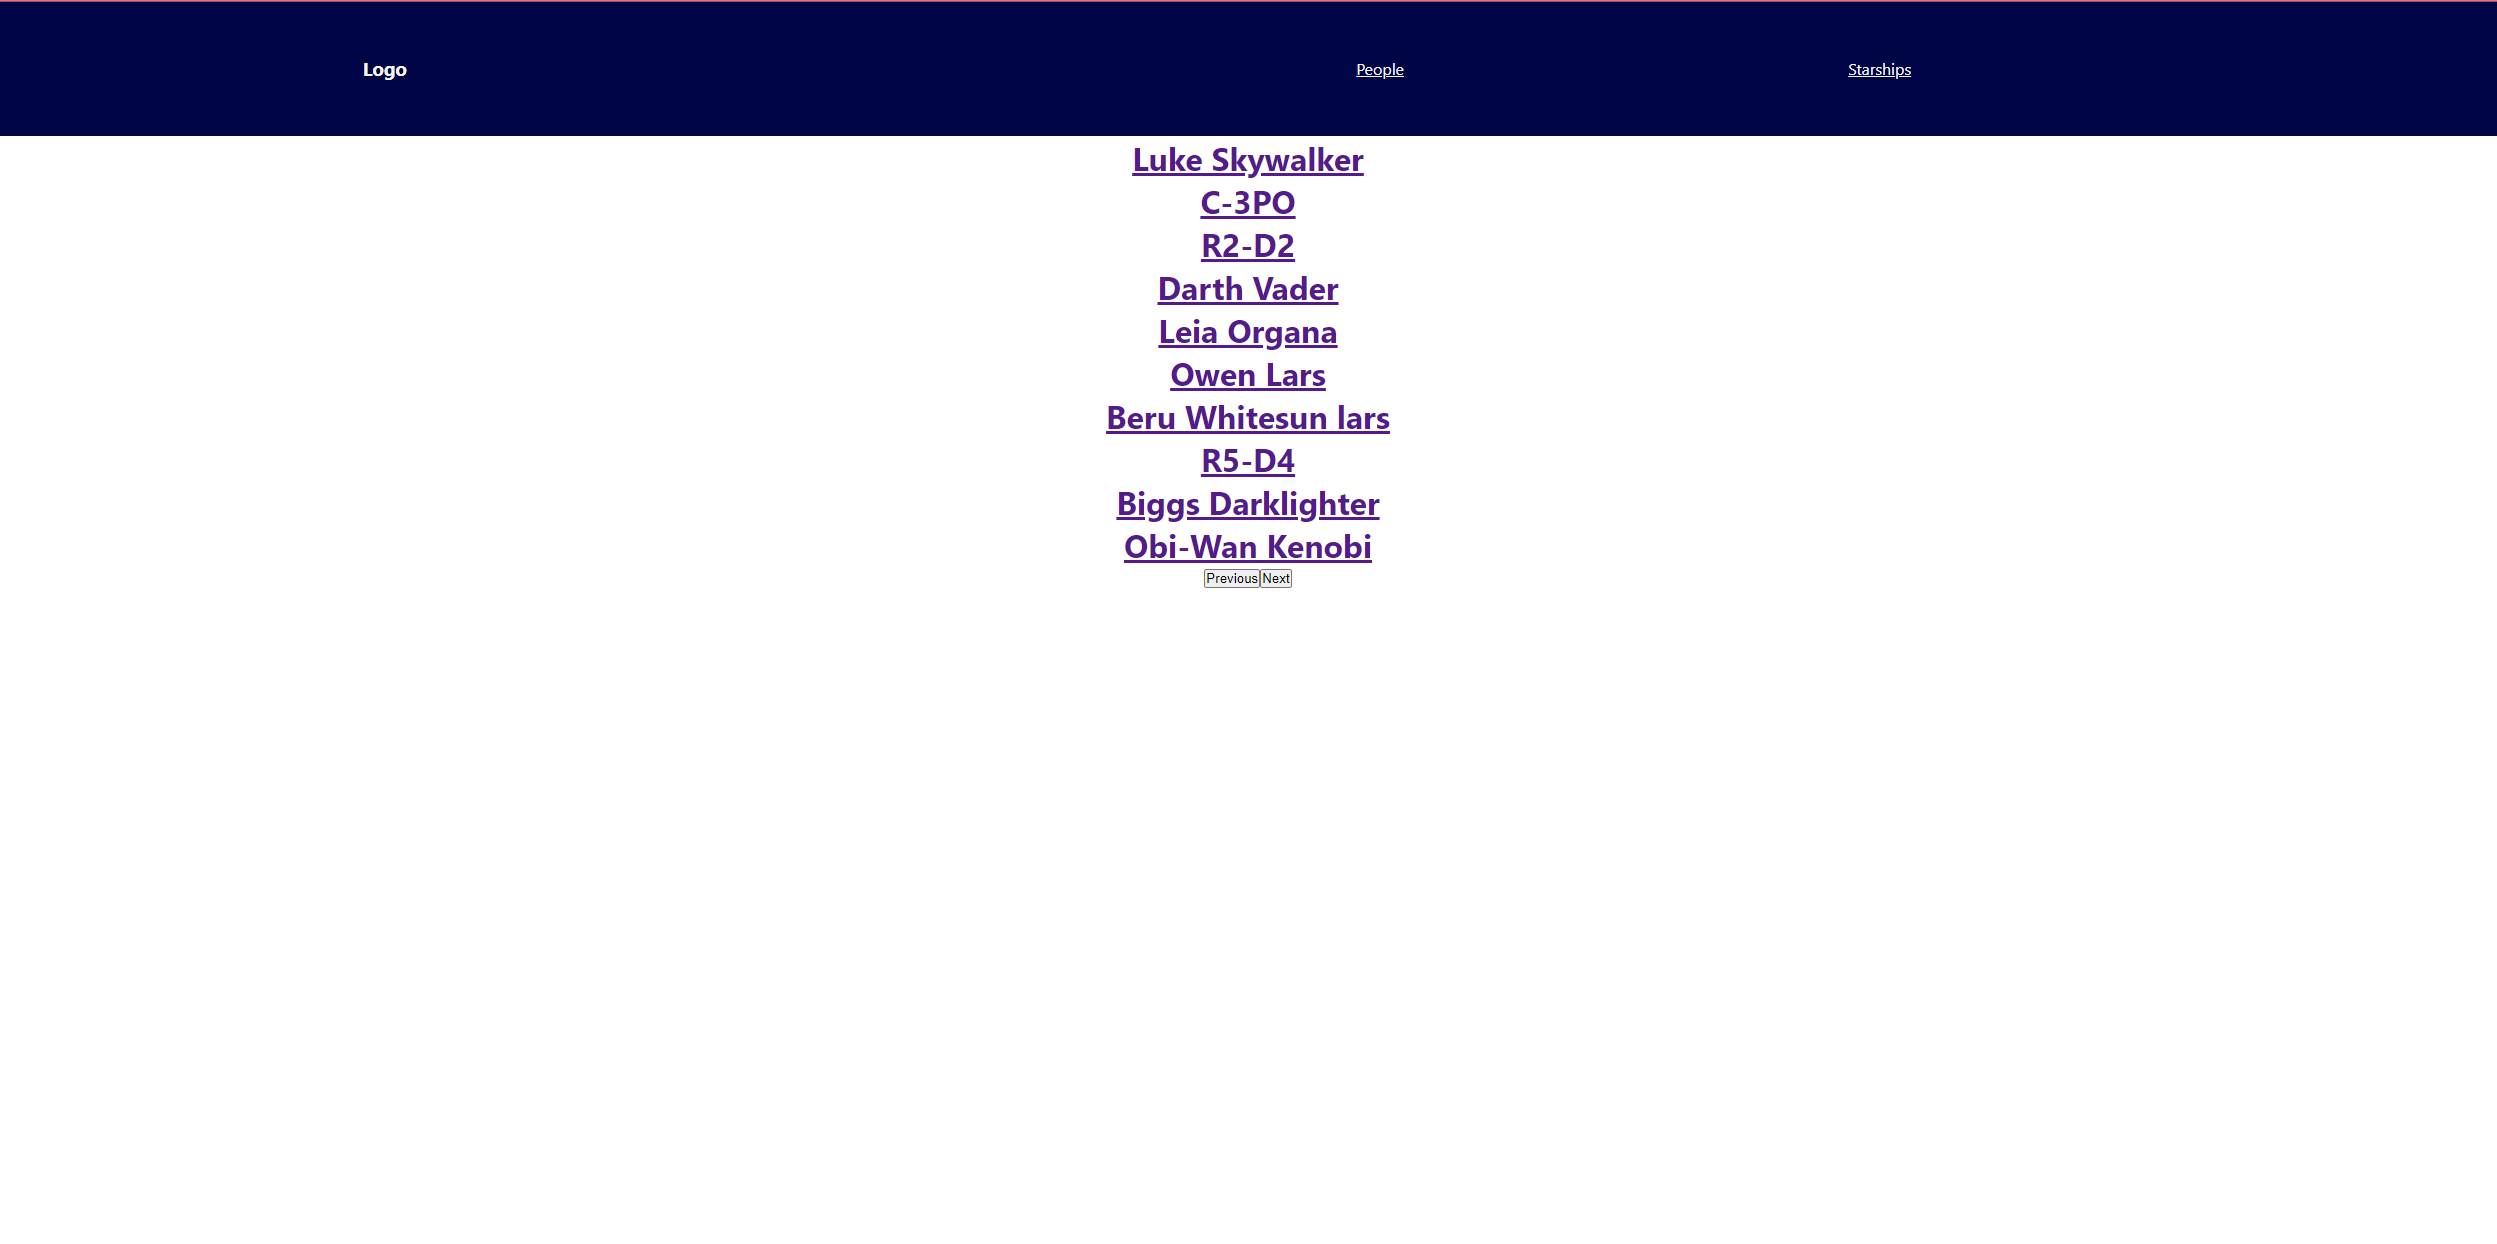 Logo People Starships
Luke Skywalker
C-3PO
R2-D2
Darth Vader
Leia Organa
Owen Lars
Beru Whitesun lars
R5-D4
Biggs Darklighter
Obi-Wan Kenobi
Previous Next